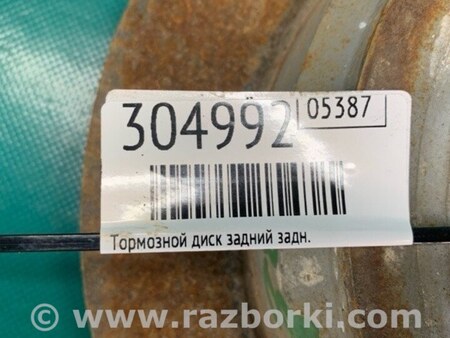 304992
05387
Тормозной диск задний задн.
© www.razborki.com